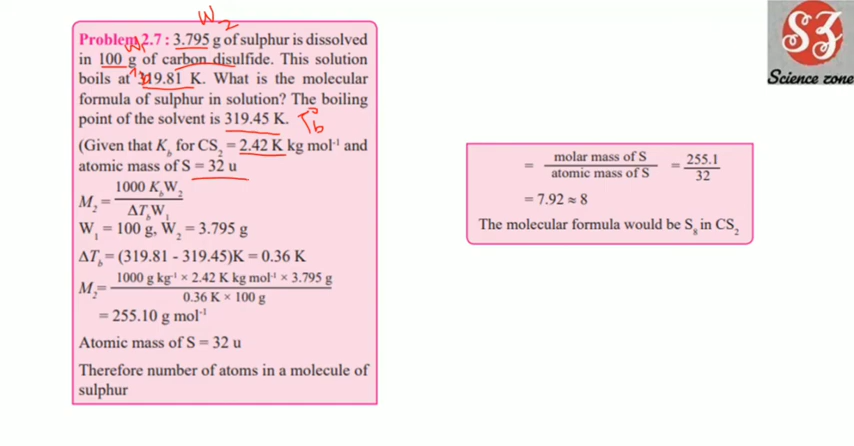 W2
Problem 2.7 : 3.795 g of sulphur is dissolved
W1
in 100 g of carbon disulfide. This solution
boils at 319.81 K. What is the molecular
formula of sulphur in solution? The boiling
point of the solvent is 319.45 K.
T°b
(Given that Kb for CS2 = 2.42 K kg mol-1 and
atomic mass of S = 32 u
M2 = 1000 KbW2 / ΔTbW1
W1 = 100 g, W2 = 3.795 g
ΔTb = (319.81 - 319.45)K = 0.36 K
M2= 1000 g kg-1 × 2.42 K kg mol-1 × 3.795 g / 0.36 K × 100 g
= 255.10 g mol-1
Atomic mass of S = 32 u
Therefore number of atoms in a molecule of
sulphur
SZ
Science zone
= molar mass of S / atomic mass of S = 255.1 / 32
= 7.92 ≈ 8
The molecular formula would be S8 in CS2